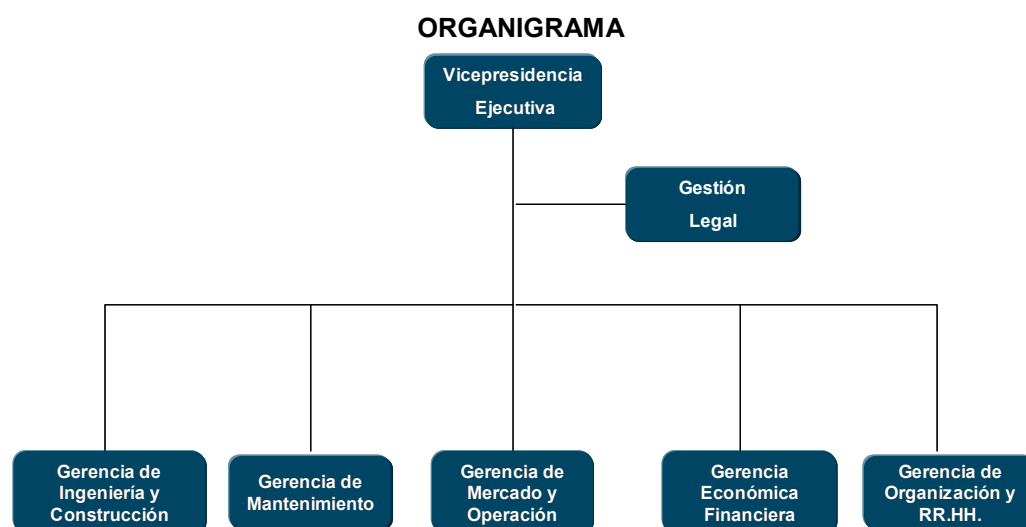 ORGANIGRAMA
Vicepresidencia
Ejecutiva
Gestión
Legal
Gerencia de
Ingeniería y
Construcción
Gerencia de
Mantenimiento
Gerencia de
Mercado y
Operación
Gerencia
Económica
Financiera
Gerencia de
Organización y
RR.HH.